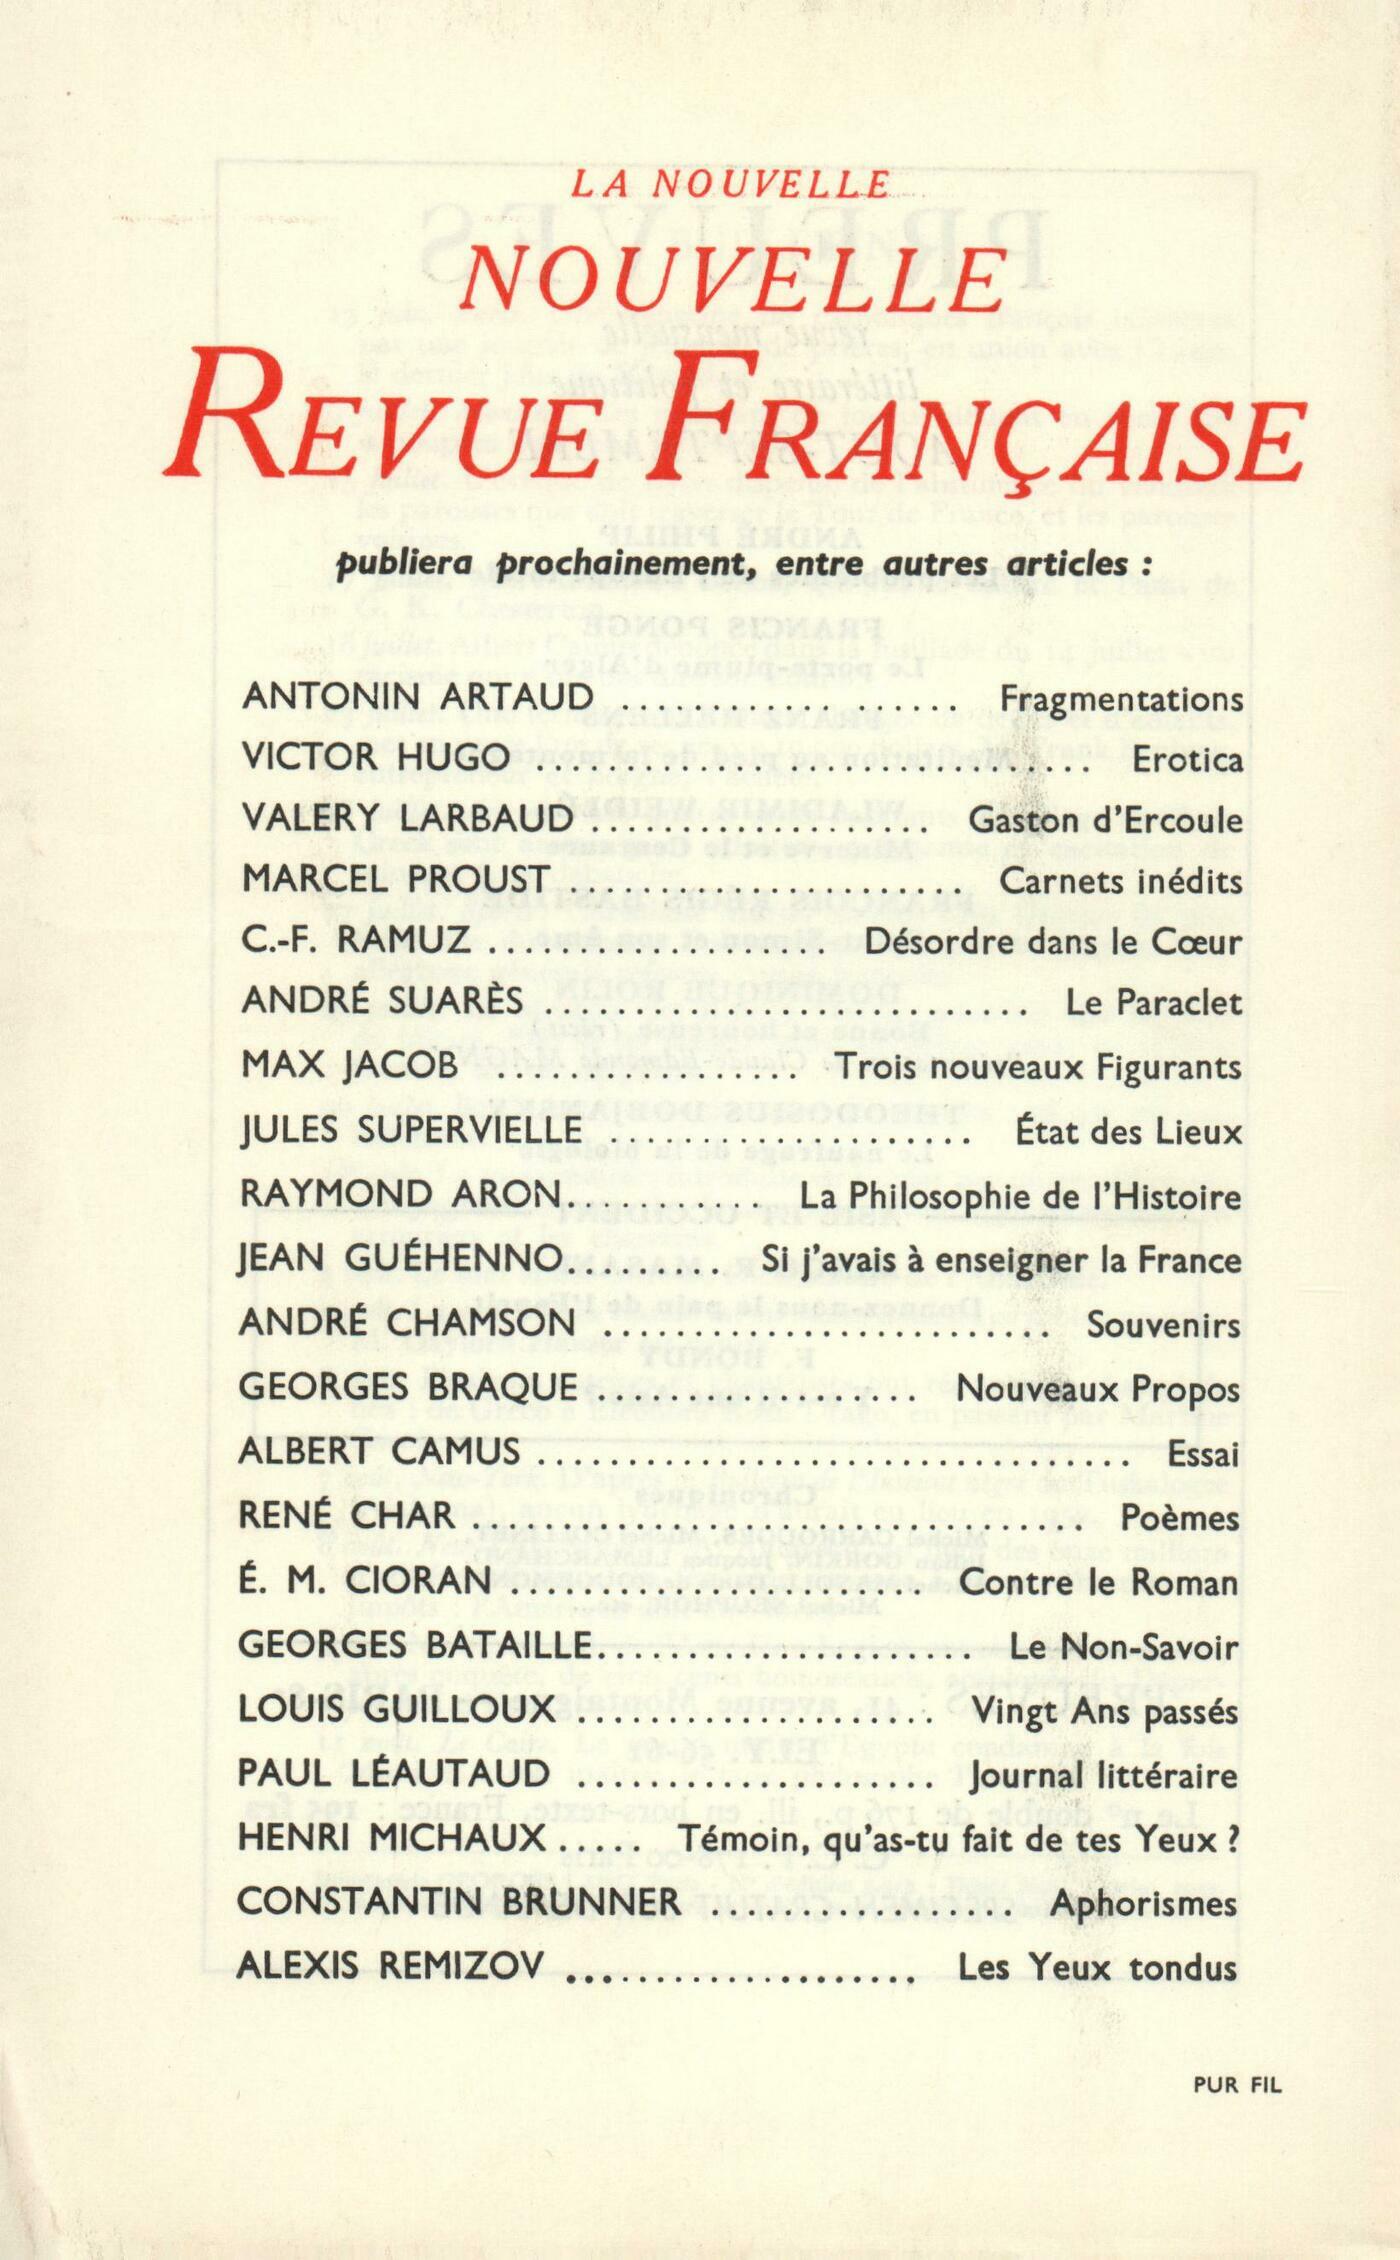 LA NOUVELLE
NOUVELLE
REVUE FRANÇAISE
publiera prochainement, entre autres articles :
ANTONIN ARTAUD ............ ...... Fragmentations
VICTOR HUGO .............. ................. Erotica
VALERY LARBAUD ................... Gaston d'Ercoule
MARCEL PROUST ...................... Carnets inédits
C.-F. RAMUZ ................... Désordre dans le Cœur
ANDRÉ SUARÈS ........................... Le Paraclet
MAX JACOB ................. Trois nouveaux Figurants
JULES SUPERVIELLE .................... État des Lieux
RAYMOND ARON........... La Philosophie de l'Histoire
JEAN GUÉHENNO......... Si j'avais à enseigner la France
ANDRÉ CHAMSON ......................... Souvenirs
GEORGES BRAQUE .................. Nouveaux Propos
ALBERT CAMUS ................................. Essai
RENÉ CHAR .................................. Poèmes
É. M. CIORAN ....................... Contre le Roman
GEORGES BATAILLE..................... Le Non-Savoir
LOUIS GUILLOUX .................... Vingt Ans passés
PAUL LÉAUTAUD .................... Journal littéraire
HENRI MICHAUX ..... Témoin, qu'as-tu fait de tes Yeux ?
CONSTANTIN BRUNNER ................. Aphorismes
ALEXIS REMIZOV .................... Les Yeux tondus
PUR FIL